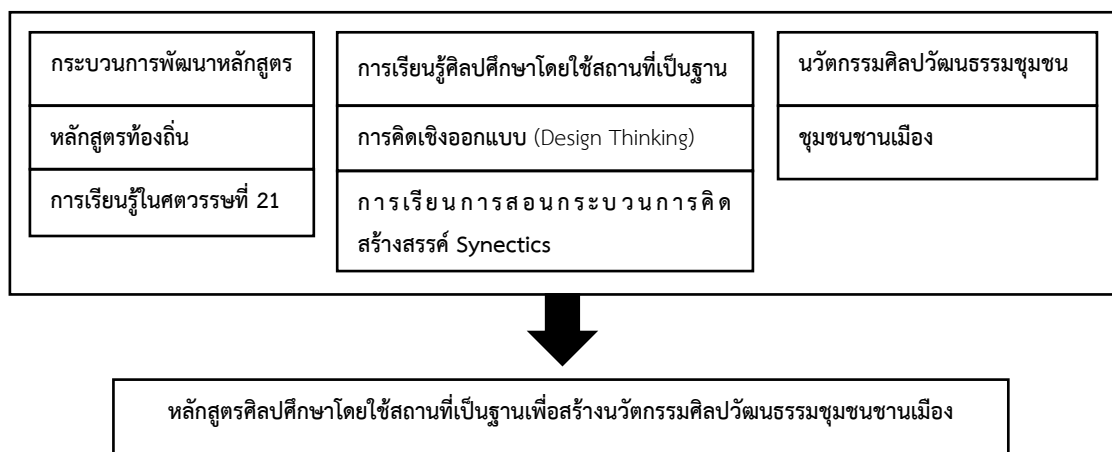 กระบวนการพัฒนาหลักสูตร
หลักสูตรท้องถิ่น
การเรียนรู้ในศตวรรษที่ 21
การเรียนรู้ศิลปศึกษาโดยใช้สถานที่เป็นฐาน
การคิดเชิงออกแบบ (Design Thinking)
การเรียนการสอนกระบวนการคิด
สร้างสรรค์ Synectics
นวัตกรรมศิลปวัฒนธรรมชุมชน
ชุมชนชานเมือง
หลักสูตรศิลปศึกษาโดยใช้สถานที่เป็นฐานเพื่อสร้างนวัตกรรมศิลปวัฒนธรรมชุมชนชานเมือง